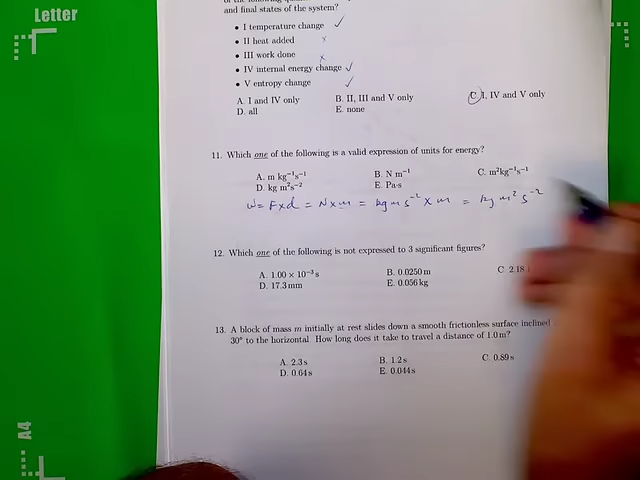 Letter
and final states of the system?
• I temperature change ✓
• II heat added x
• III work done x
• IV internal energy change ✓
• V entropy change ✓
A. I and IV only B. II, III and V only C. I, IV and V only
D. all E. none
11. Which one of the following is a valid expression of units for energy?
A. m kg⁻¹s⁻¹ B. N m⁻¹ C. m²kg⁻¹s⁻¹
D. kg m²s⁻² E. Pa·s
W = F × d = N × m = kg m s⁻² × m = kg m² s⁻²
12. Which one of the following is not expressed to 3 significant figures?
A. 1.00 × 10⁻³ s B. 0.0250 m C 2.18
D. 17.3 mm E. 0.056 kg
13. A block of mass m initially at rest slides down a smooth frictionless surface inclined
30° to the horizontal. How long does it take to travel a distance of 1.0 m?
A. 2.3 s B. 1.2 s C. 0.89 s
D. 0.64 s E. 0.044 s
A4